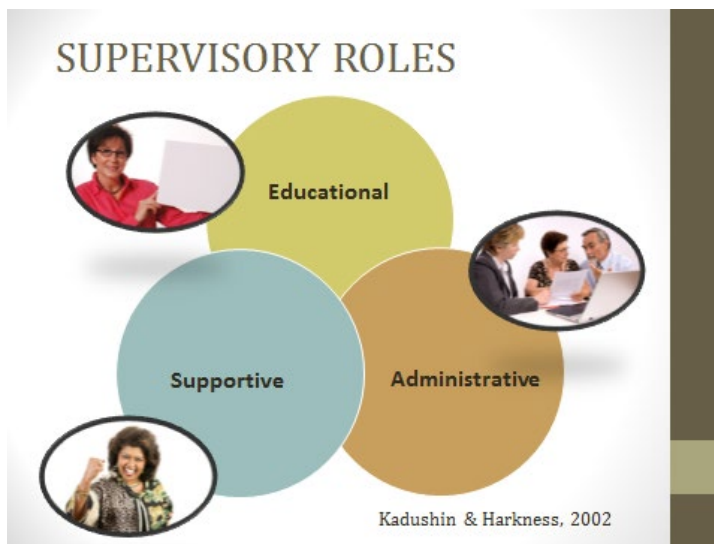 SUPERVISORY ROLES
Educational
Supportive
Administrative
Kadushin & Harkness, 2002